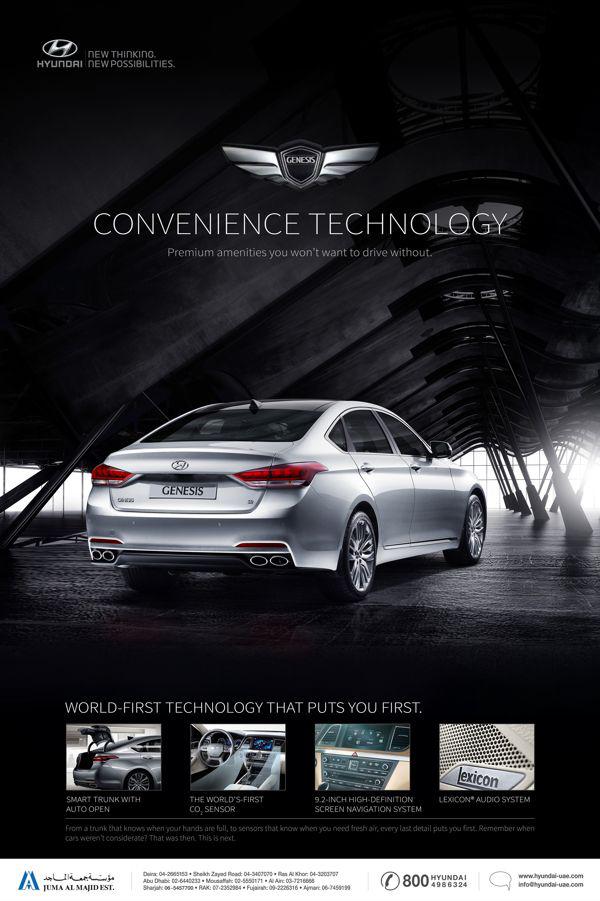 HYUNDAI
NEW THINKING.
NEW POSSIBILITIES.
GENESIS
CONVENIENCE TECHNOLOGY
Premium amenities you won't want to drive without.
GENESIS
GENESIS
WORLD-FIRST TECHNOLOGY THAT PUTS YOU FIRST.
lexicon
SMART TRUNK WITH
AUTO OPEN
THE WORLD'S-FIRST
CO₂ SENSOR
9.2-INCH HIGH-DEFINITION
SCREEN NAVIGATION SYSTEM
LEXICON® AUDIO SYSTEM
From a trunk that knows when your hands are full, to sensors that know when you need fresh air, every last detail puts you first. Remember when
cars weren't considerate? That was then. This is next.
مؤسسة جمعة الماجد
JUMA AL MAJID EST.
Deira: 04-2665153 • Sheikh Zayed Road: 04-3407070 • Ras Al Khor: 04-3203707
Abu Dhabi: 02-6440233 • Mousaffah: 02-5550171 • Al Ain: 03-7216666
Sharjah: 06-5457700 • RAK: 07-2352984 • Fujairah: 09-2226316 • Ajman: 06-7459199
800 HYUNDAI
4986324
www.hyundai-uae.com
info@hyundai-uae.com